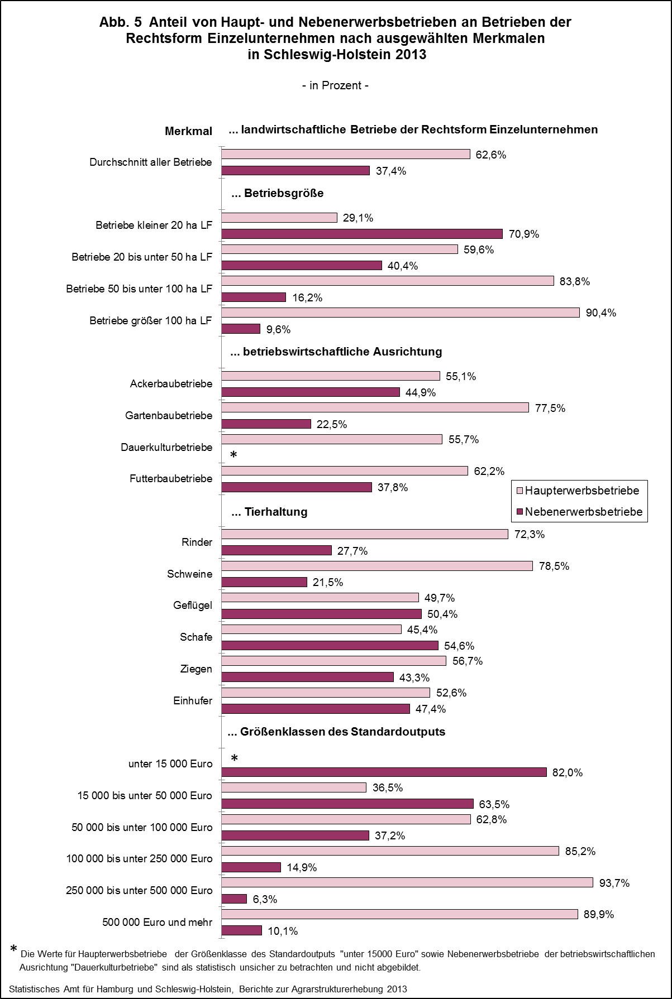 Abb. 5  Anteil von Haupt- und Nebenerwerbsbetrieben an Betrieben der
Rechtsform Einzelunternehmen nach ausgewählten Merkmalen
in Schleswig-Holstein 2013
- in Prozent -
Merkmal
... landwirtschaftliche Betriebe der Rechtsform Einzelunternehmen
Durchschnitt aller Betriebe
62,6%
37,4%
... Betriebsgröße
Betriebe kleiner 20 ha LF
29,1%
70,9%
Betriebe 20 bis unter 50 ha LF
59,6%
40,4%
Betriebe 50 bis unter 100 ha LF
83,8%
16,2%
Betriebe größer 100 ha LF
90,4%
9,6%
... betriebswirtschaftliche Ausrichtung
Ackerbaubetriebe
55,1%
44,9%
Gartenbaubetriebe
77,5%
22,5%
Dauerkulturbetriebe
55,7%
*
Futterbaubetriebe
62,2%
37,8%
Haupterwerbsbetriebe
Nebenerwerbsbetriebe
... Tierhaltung
Rinder
72,3%
27,7%
Schweine
78,5%
21,5%
Geflügel
49,7%
50,4%
Schafe
45,4%
54,6%
Ziegen
56,7%
43,3%
Einhufer
52,6%
47,4%
... Größenklassen des Standardoutputs
unter 15 000 Euro
*
82,0%
15 000 bis unter 50 000 Euro
36,5%
63,5%
50 000 bis unter 100 000 Euro
62,8%
37,2%
100 000 bis unter 250 000 Euro
85,2%
14,9%
250 000 bis unter 500 000 Euro
93,7%
6,3%
500 000 Euro und mehr
89,9%
10,1%
* Die Werte für Haupterwerbsbetriebe der Größenklasse des Standardoutputs "unter 15000 Euro" sowie Nebenerwerbsbetriebe der betriebswirtschaftlichen
Ausrichtung "Dauerkulturbetriebe" sind als statistisch unsicher zu betrachten und nicht abgebildet.
Statistisches Amt für Hamburg und Schleswig-Holstein, Berichte zur Agrarstrukturerhebung 2013